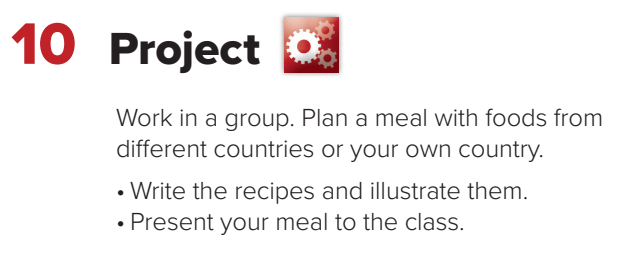 10 Project
Work in a group. Plan a meal with foods from
different countries or your own country.
• Write the recipes and illustrate them.
• Present your meal to the class.